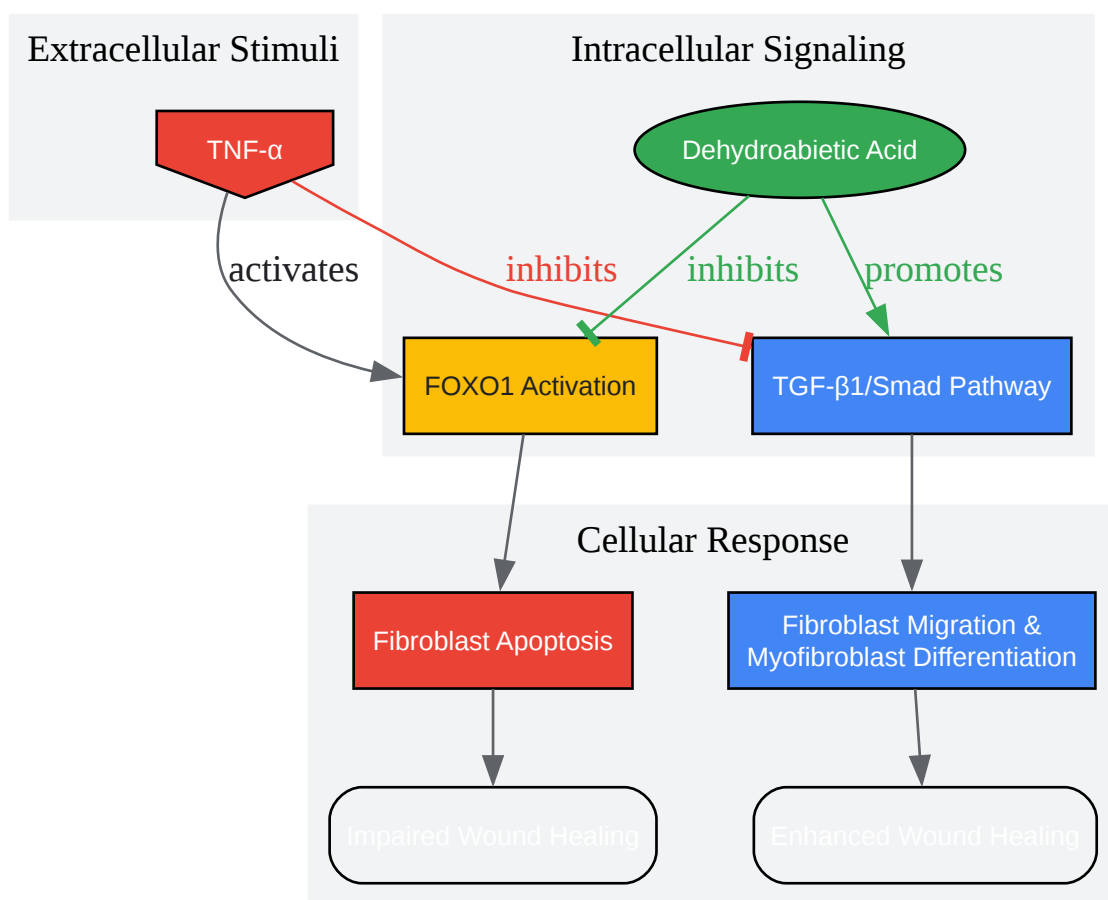 Extracellular Stimuli
Intracellular Signaling
TNF-α
Dehydroabietic Acid
activates
inhibits
inhibits
promotes
FOXO1 Activation
TGF-β1/Smad Pathway
Cellular Response
Fibroblast Apoptosis
Fibroblast Migration &
Myofibroblast Differentiation
Impaired Wound Healing
Enhanced Wound Healing